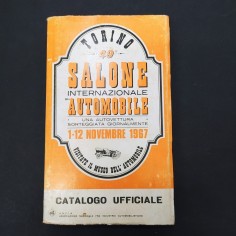 TORINO
49°
SALONE
INTERNAZIONALE
DELL' AUTOMOBILE
UNA AUTOVETTURA
SORTEGGIATA GIORNALMENTE
1-12 NOVEMBRE 1967
VISITATE IL MUSEO DELL'AUTOMOBILE
CATALOGO UFFICIALE